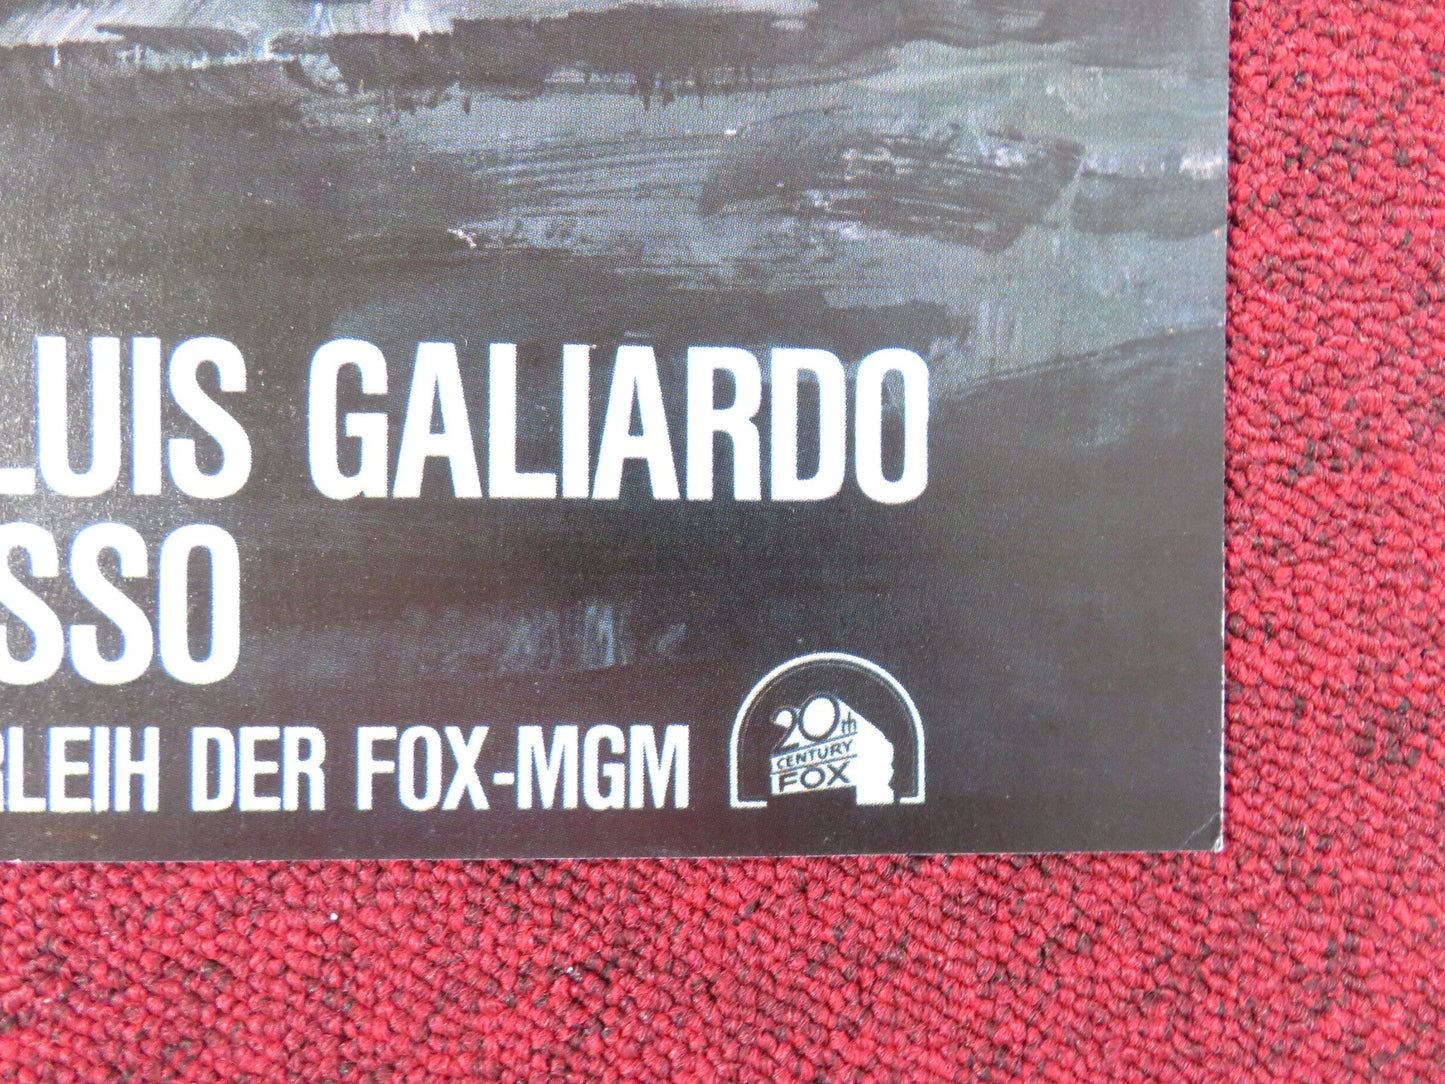 LUIS GALIARDO
SSO
RLEIH DER FOX-MGM
20th
CENTURY
FOX